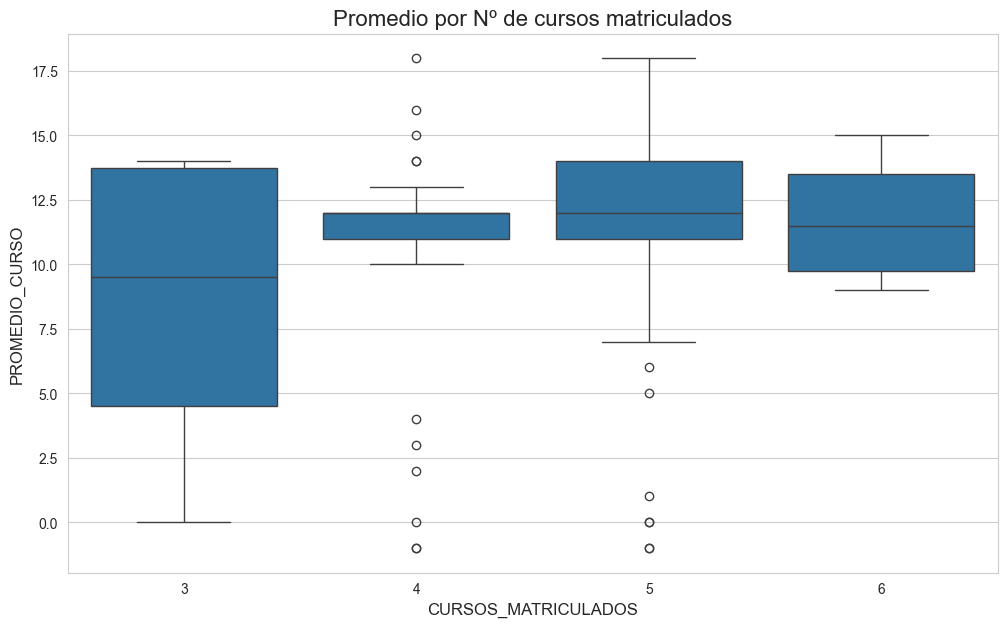 Promedio por Nº de cursos matriculados
PROMEDIO_CURSO
17.5
15.0
12.5
10.0
7.5
5.0
2.5
0.0
3 4 5 6
CURSOS_MATRICULADOS